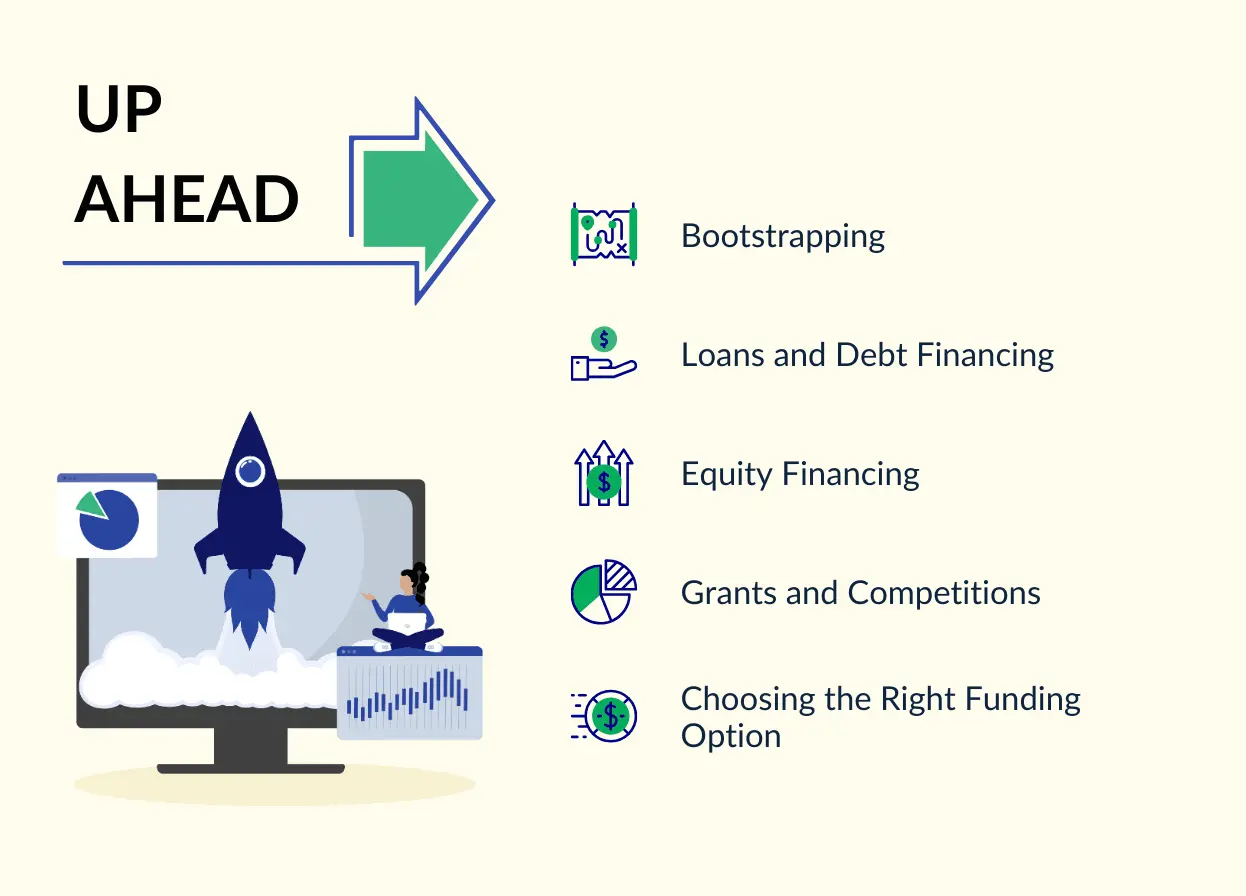 UP
AHEAD
Bootstrapping
Loans and Debt Financing
Equity Financing
Grants and Competitions
Choosing the Right Funding
Option